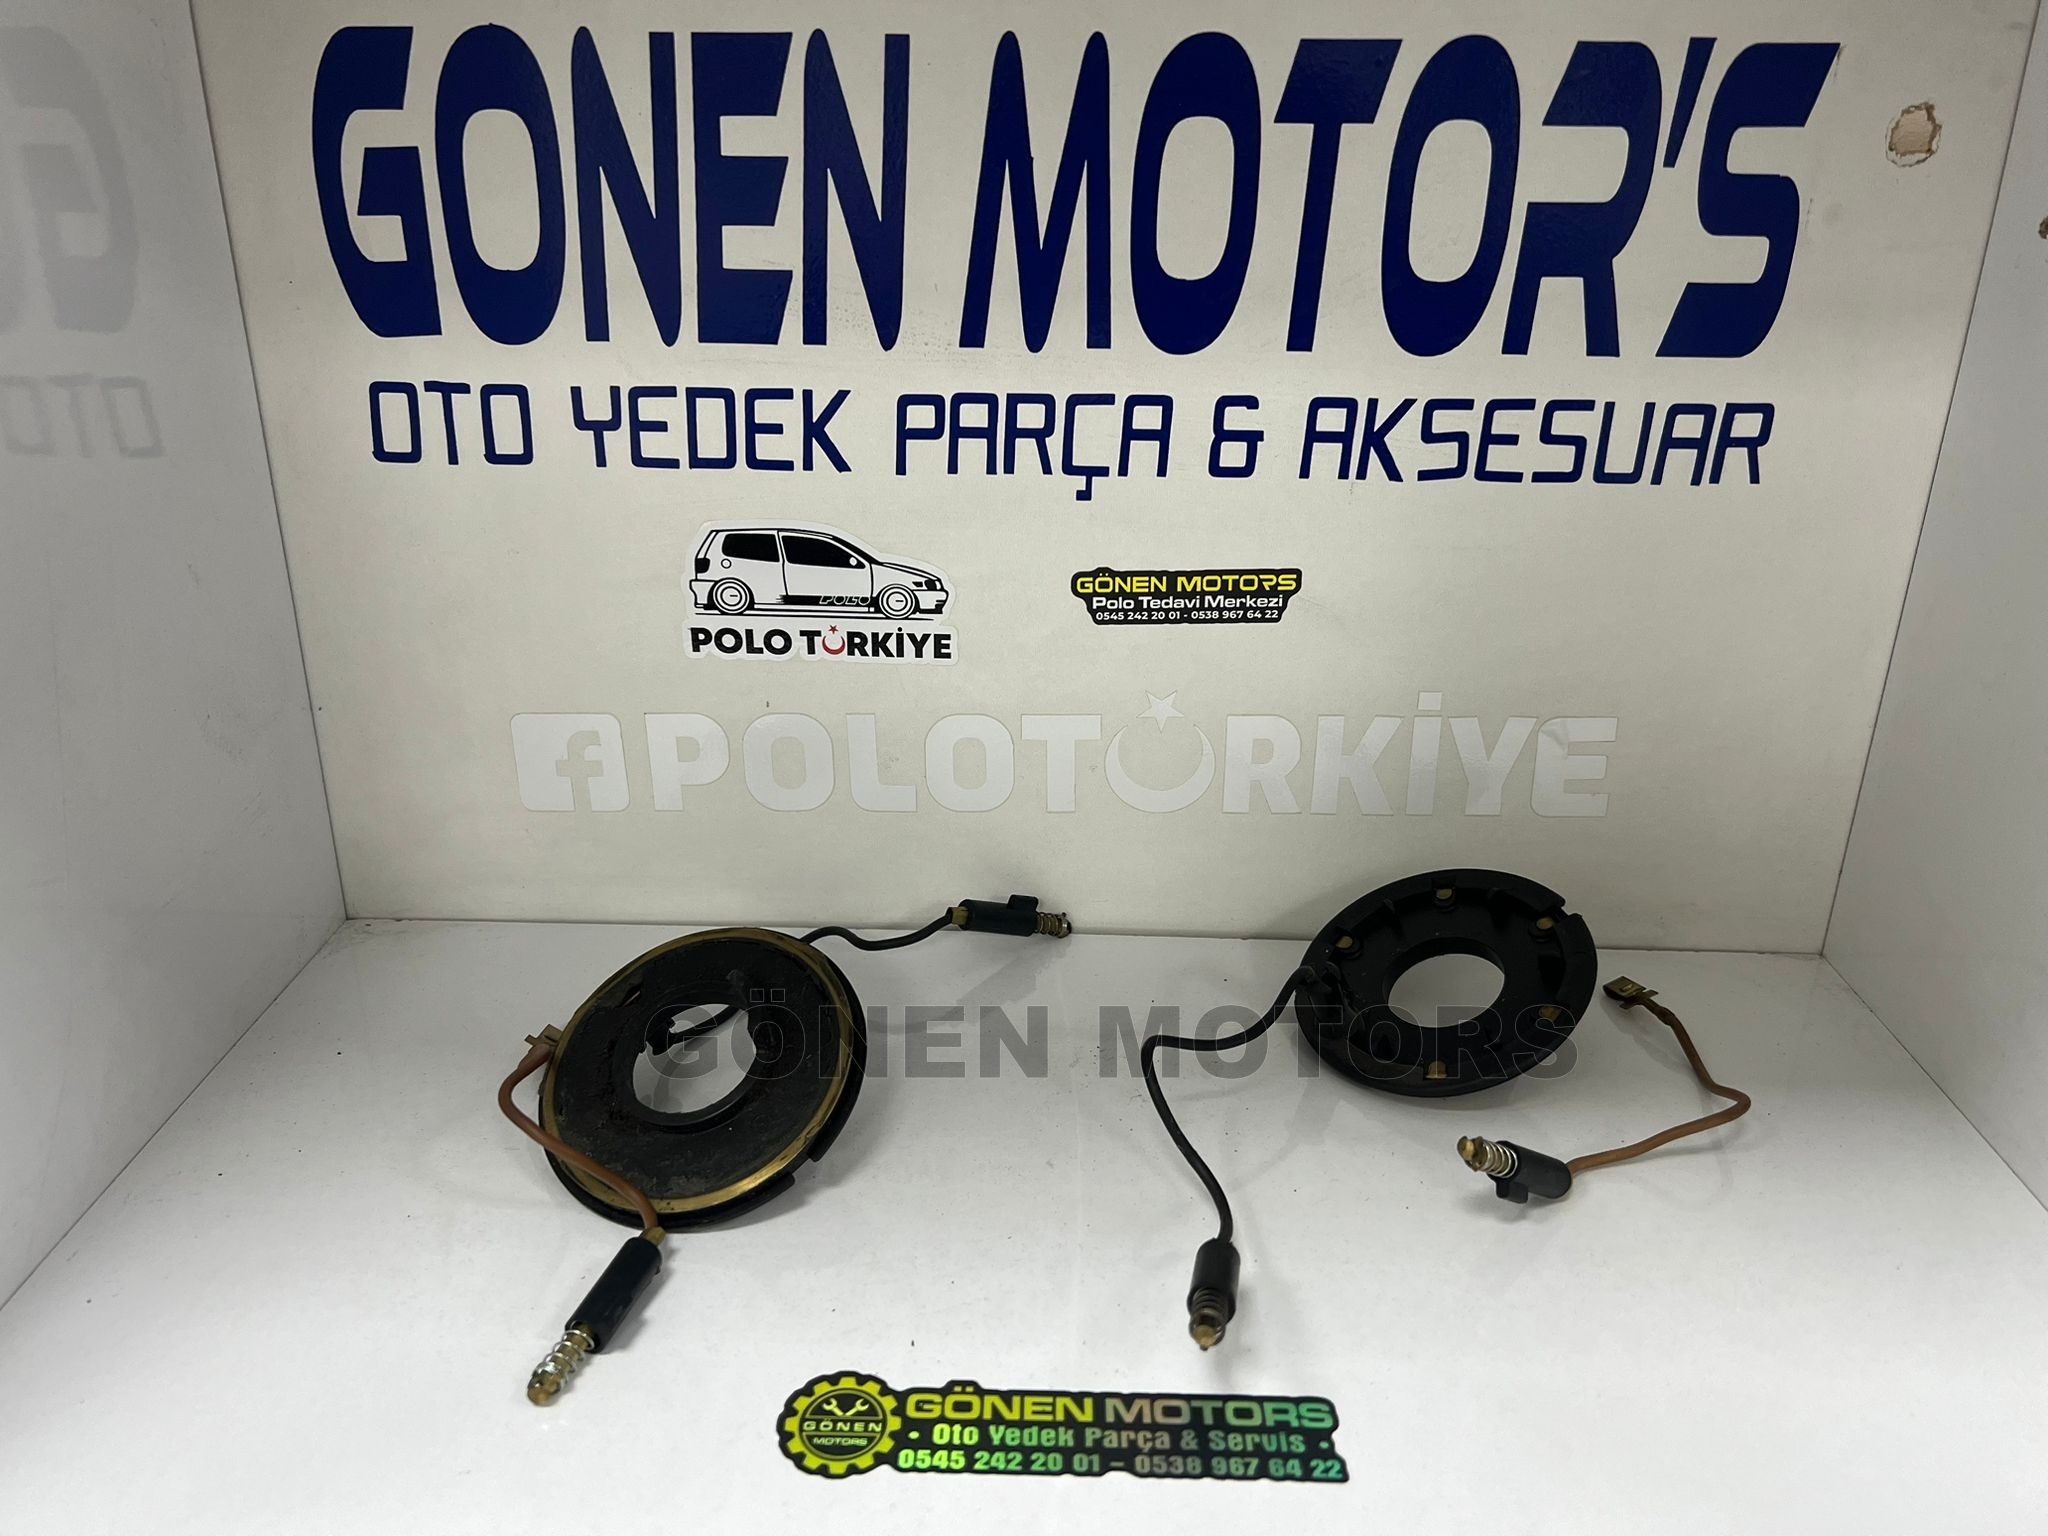 GONEN MOTOR'S
OTO YEDEK PARÇA & AKSESUAR
POLO
POLO TÜRKİYE
GÖNEN MOTORS
Polo Tedavi Merkezi
0545 242 20 01 - 0538 967 64 22
POLOTÜRKİYE
GÖNEN MOTORS
GÖNEN
MOTORS
GÖNEN MOTORS
• Oto Yedek Parça & Servis •
0545 242 20 01 - 0538 967 64 22